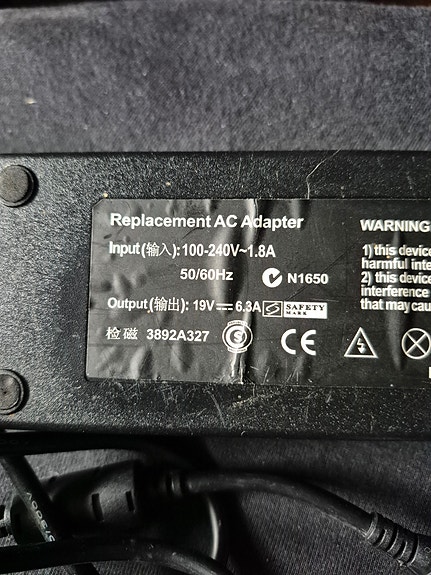 Replacement AC Adapter
Input(输入): 100-240V~1.8A
50/60Hz
N1650
Output(输出): 19V⎓6.3A
SAFETY
MARK
检磁 3892A327
S
CE
WARNING
1) this device
harmful inte
2) this device
interference
that may cau